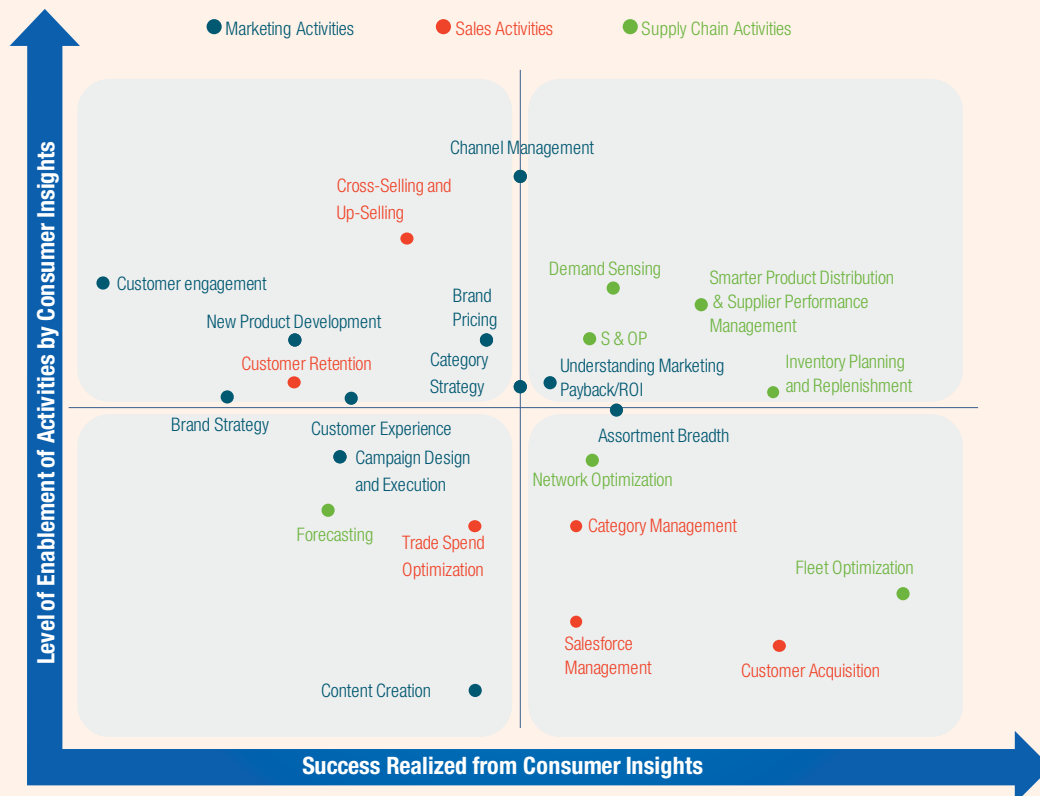 Marketing Activities
Sales Activities
Supply Chain Activities
Level of Enablement of Activities by Consumer Insights
Channel Management
Cross-Selling and
Up-Selling
Customer engagement
New Product Development
Brand
Pricing
Customer Retention
Category
Strategy
Brand Strategy
Customer Experience
Demand Sensing
Smarter Product Distribution
& Supplier Performance
Management
S & OP
Understanding Marketing
Payback/ROI
Inventory Planning
and Replenishment
Assortment Breadth
Campaign Design
and Execution
Forecasting
Trade Spend
Optimization
Content Creation
Network Optimization
Category Management
Fleet Optimization
Salesforce
Management
Customer Acquisition
Success Realized from Consumer Insights